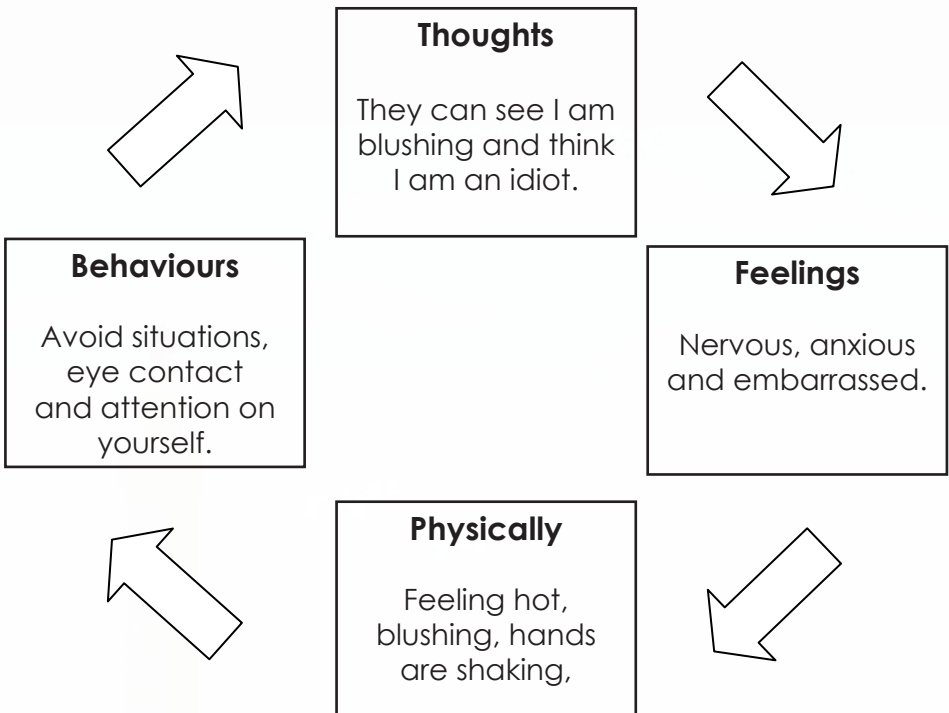 Thoughts
They can see I am
blushing and think
I am an idiot.
Behaviours
Avoid situations,
eye contact
and attention on
yourself.
Feelings
Nervous, anxious
and embarrassed.
Physically
Feeling hot,
blushing, hands
are shaking,